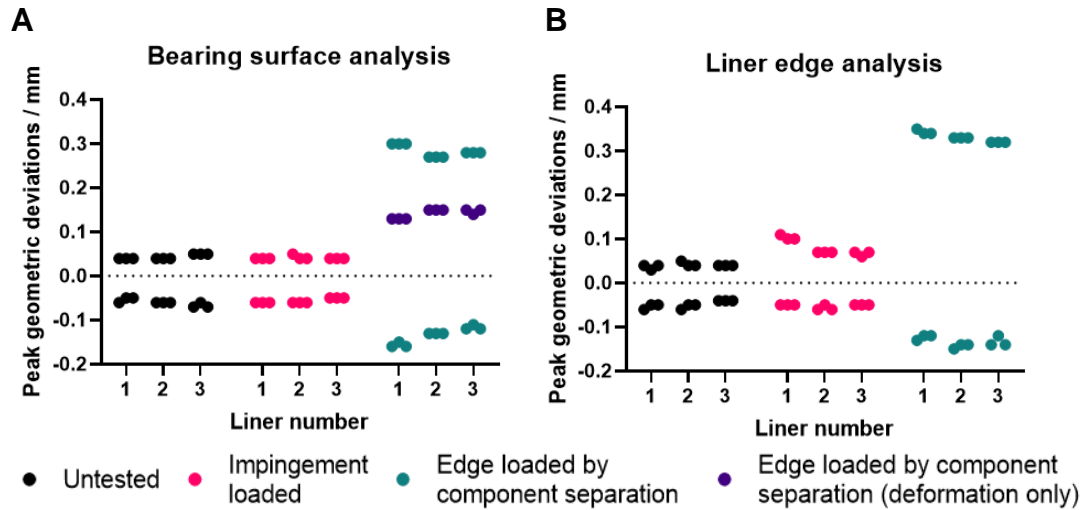 A
B
Bearing surface analysis
Liner edge analysis
Peak geometric deviations / mm
0.4
0.3
0.2
0.1
0.0
-0.1
-0.2
1 2 3 1 2 3 1 2 3
Liner number
Peak geometric deviations / mm
0.4
0.3
0.2
0.1
0.0
-0.1
-0.2
1 2 3 1 2 3 1 2 3
Liner number
Untested
Impingement
loaded
Edge loaded by
component separation
Edge loaded by component
separation (deformation only)